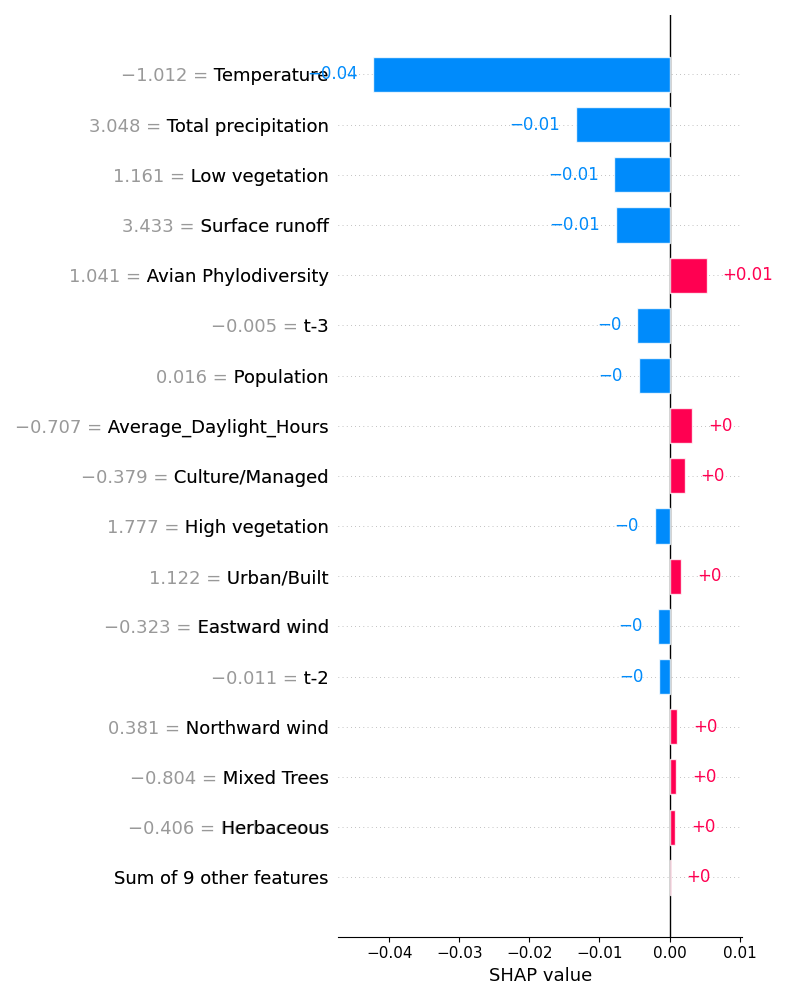 −1.012 = Temperature −0.04
3.048 = Total precipitation −0.01
1.161 = Low vegetation −0.01
3.433 = Surface runoff −0.01
1.041 = Avian Phylodiversity +0.01
−0.005 = t-3 −0
0.016 = Population −0
−0.707 = Average_Daylight_Hours +0
−0.379 = Culture/Managed +0
1.777 = High vegetation −0
1.122 = Urban/Built +0
−0.323 = Eastward wind −0
−0.011 = t-2 −0
0.381 = Northward wind +0
−0.804 = Mixed Trees +0
−0.406 = Herbaceous +0
Sum of 9 other features +0
−0.04 −0.03 −0.02 −0.01 0.00 0.01
SHAP value